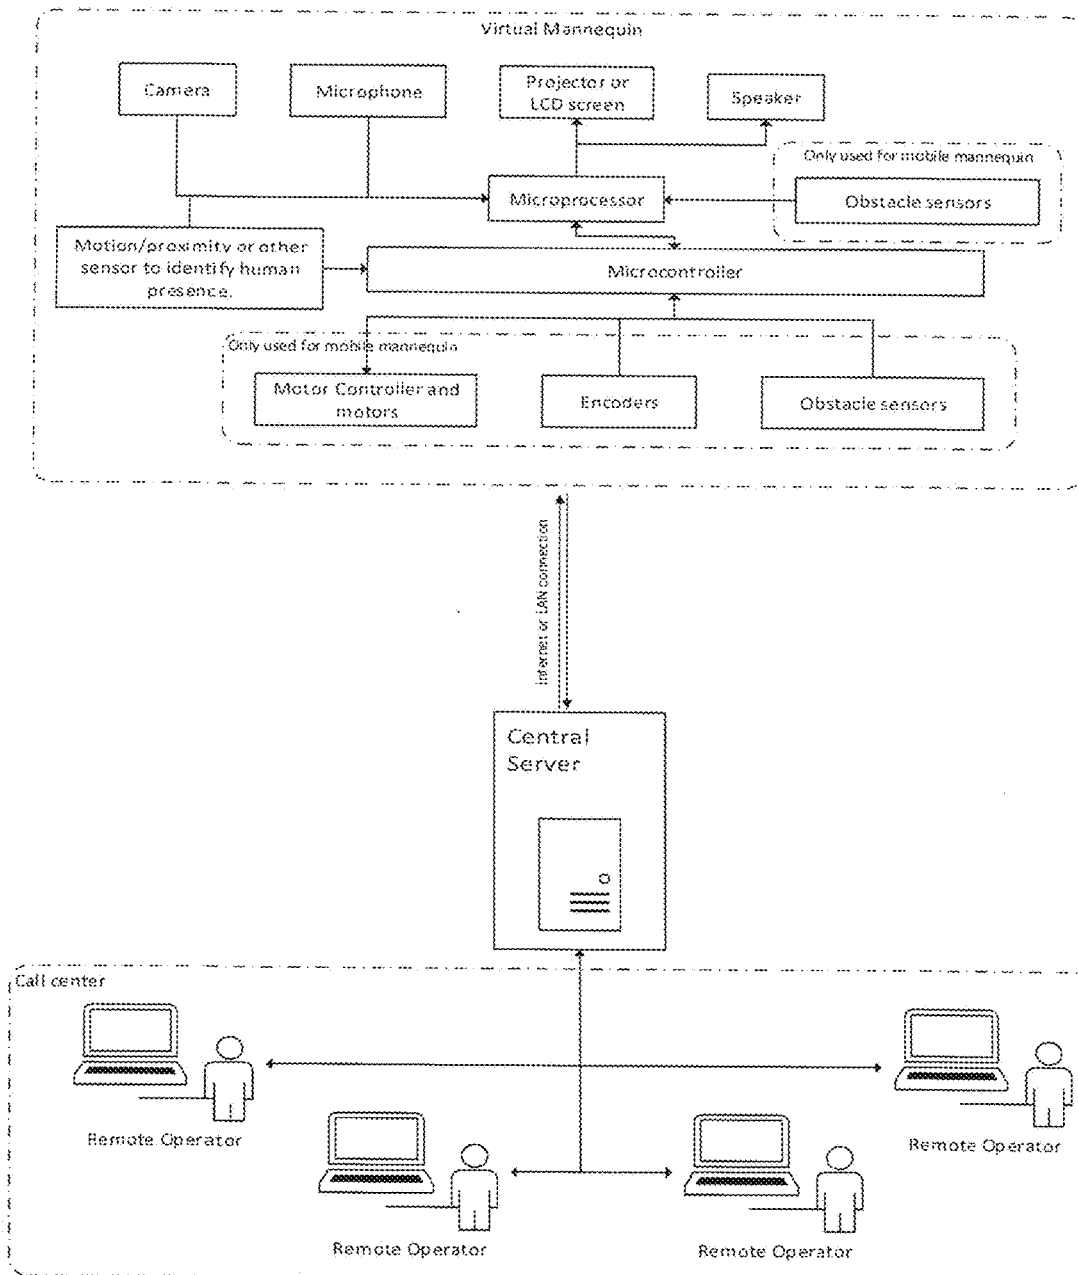 Virtual Mannequin
Camera
Microphone
Projector or
LCD screen
Speaker
Only used for mobile mannequin
Microprocessor
Obstacle sensors
Motion/proximity or other
sensor to identify human
presence.
Microcontroller
Only used for mobile mannequin
Motor Controller and
motors
Encoders
Obstacle sensors
Internet or LAN connection
Central
Server
Call center
Remote Operator
Remote Operator
Remote Operator
Remote Operator